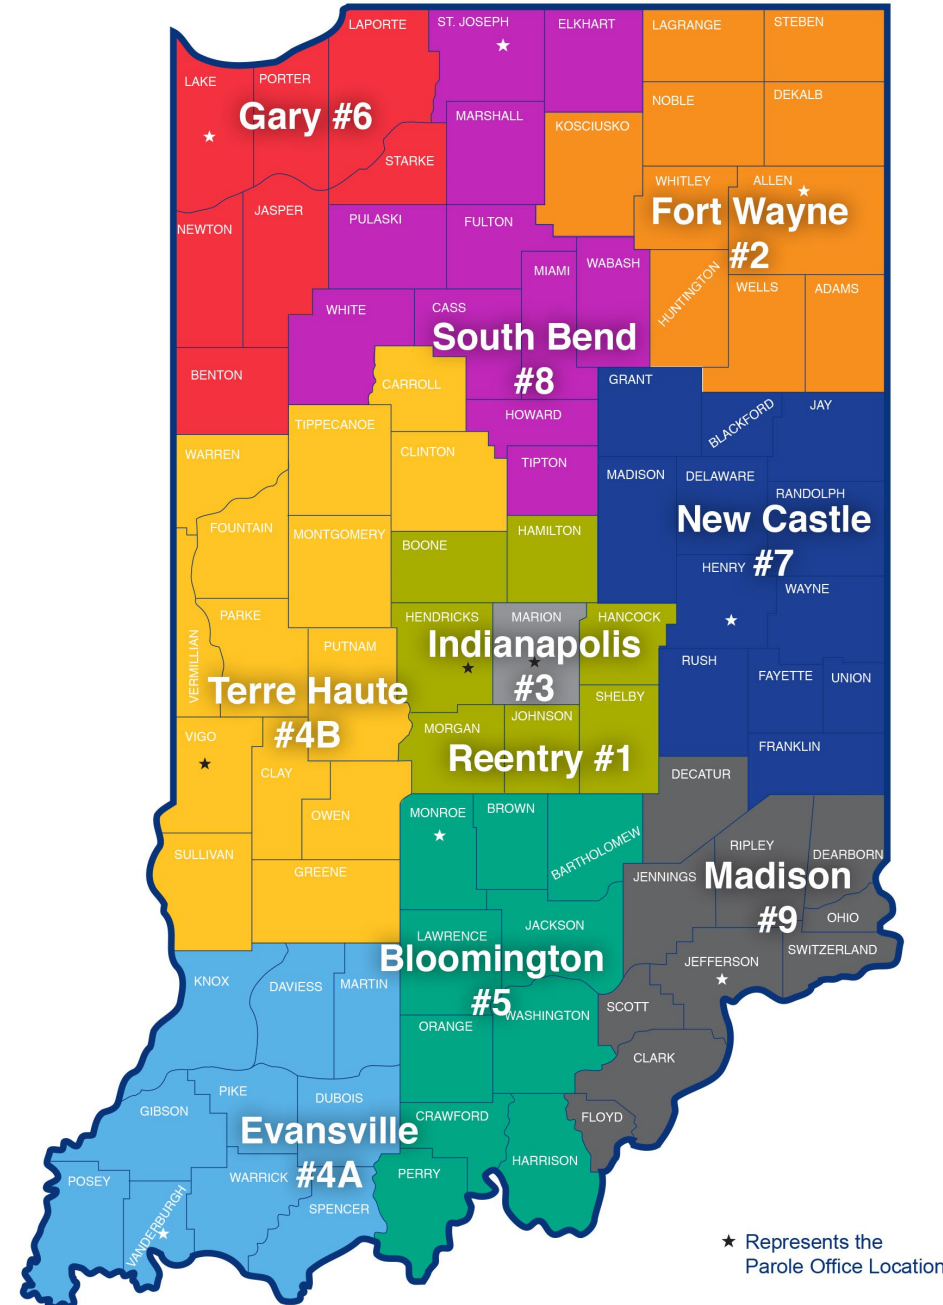 LAPORTE
ST. JOSEPH
ELKHART
LAGRANGE
STEBEN
LAKE
PORTER
NOBLE
DEKALB
Gary #6
MARSHALL
KOSCIUSKO
STARKE
WHITLEY
ALLEN
Fort Wayne
#2
JASPER
NEWTON
PULASKI
FULTON
MIAMI
WABASH
HUNTINGTON
WELLS
ADAMS
WHITE
CASS
South Bend
#8
BENTON
CARROLL
GRANT
BLACKFORD
JAY
HOWARD
TIPPECANOE
WARREN
CLINTON
TIPTON
MADISON
DELAWARE
RANDOLPH
New Castle
#7
FOUNTAIN
MONTGOMERY
BOONE
HAMILTON
HENRY
WAYNE
PARKE
VERMILLIAN
HENDRICKS
MARION
HANCOCK
Indianapolis
#3
PUTNAM
RUSH
FAYETTE
UNION
Terre Haute
#4B
SHELBY
VIGO
MORGAN
JOHNSON
Reentry #1
FRANKLIN
CLAY
DECATUR
OWEN
MONROE
BROWN
BARTHOLOMEW
SULLIVAN
GREENE
RIPLEY
DEARBORN
JENNINGS
Madison
#9
OHIO
LAWRENCE
JACKSON
Bloomington
#5
JEFFERSON
SWITZERLAND
KNOX
DAVIESS
MARTIN
SCOTT
WASHINGTON
ORANGE
CLARK
PIKE
DUBOIS
GIBSON
CRAWFORD
FLOYD
Evansville
#4A
HARRISON
POSEY
VANDERBURGH
WARRICK
PERRY
SPENCER
★ Represents the
Parole Office Location